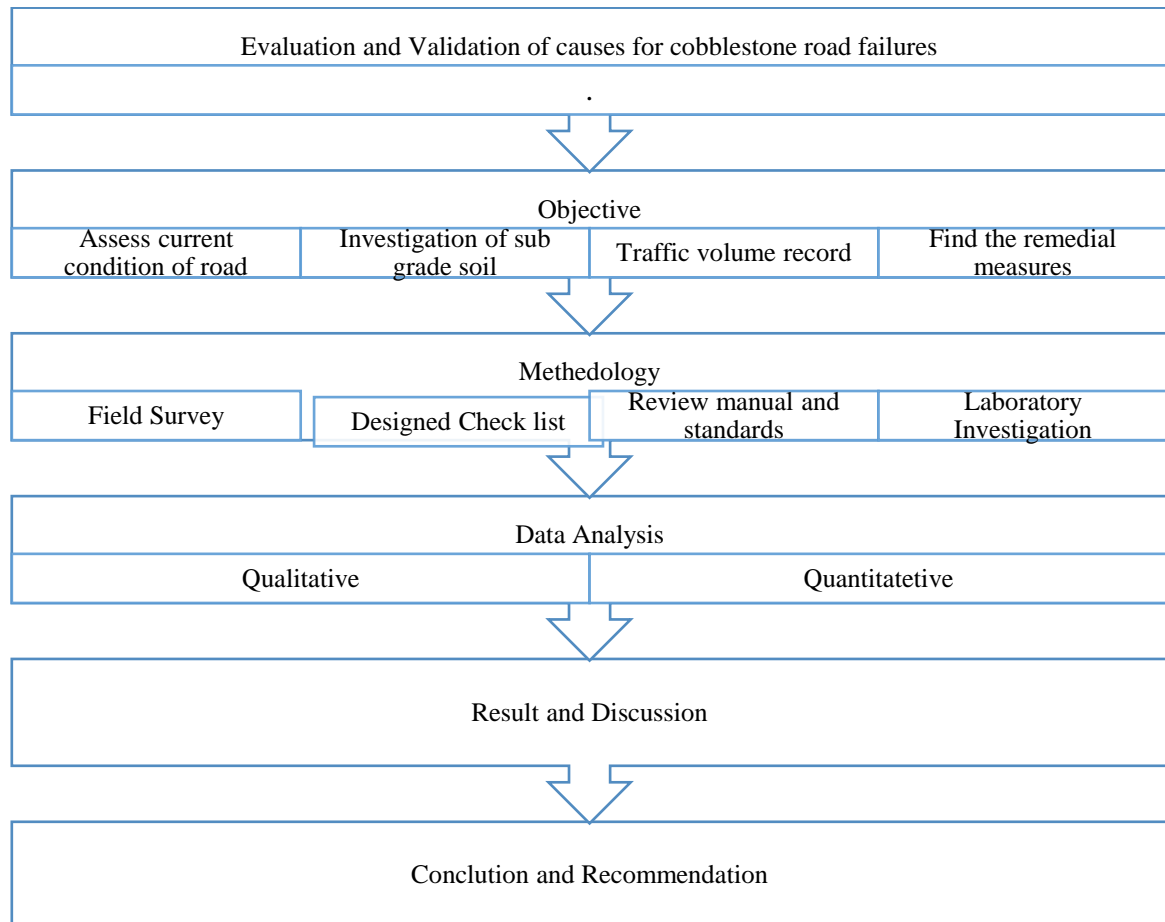 Evaluation and Validation of causes for cobblestone road failures
.
Objective
Assess current
condition of road
Investigation of sub
grade soil
Traffic volume record
Find the remedial
measures
Methedology
Field Survey
Designed Check list
Review manual and
standards
Laboratory
Investigation
Data Analysis
Qualitative
Quantitatetive
Result and Discussion
Conclution and Recommendation